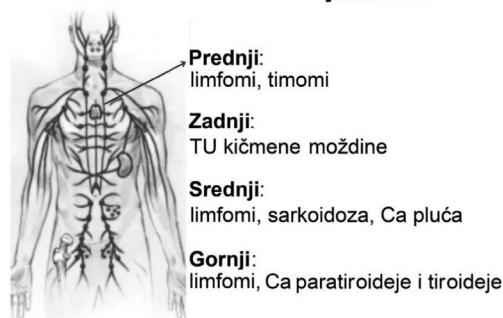 Prednji:
limfomi, timomi
Zadnji:
TU kičmene moždine
Srednji:
limfomi, sarkoidoza, Ca pluća
Gornji:
limfomi, Ca paratiroideje i tiroideje